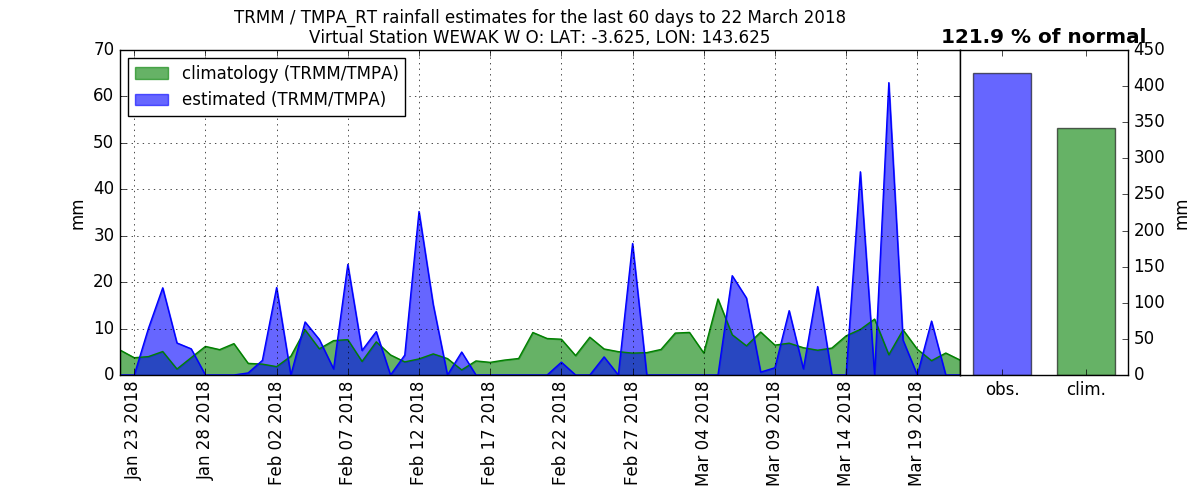 TRMM / TMPA_RT rainfall estimates for the last 60 days to 22 March 2018
Virtual Station WEWAK W O: LAT: -3.625, LON: 143.625
121.9 % of normal
climatology (TRMM/TMPA)
estimated (TRMM/TMPA)
70
60
50
40
30
20
10
0
mm
Jan 23 2018
Jan 28 2018
Feb 02 2018
Feb 07 2018
Feb 12 2018
Feb 17 2018
Feb 22 2018
Feb 27 2018
Mar 04 2018
Mar 09 2018
Mar 14 2018
Mar 19 2018
450
400
350
300
250
200
150
100
50
0
mm
obs.
clim.